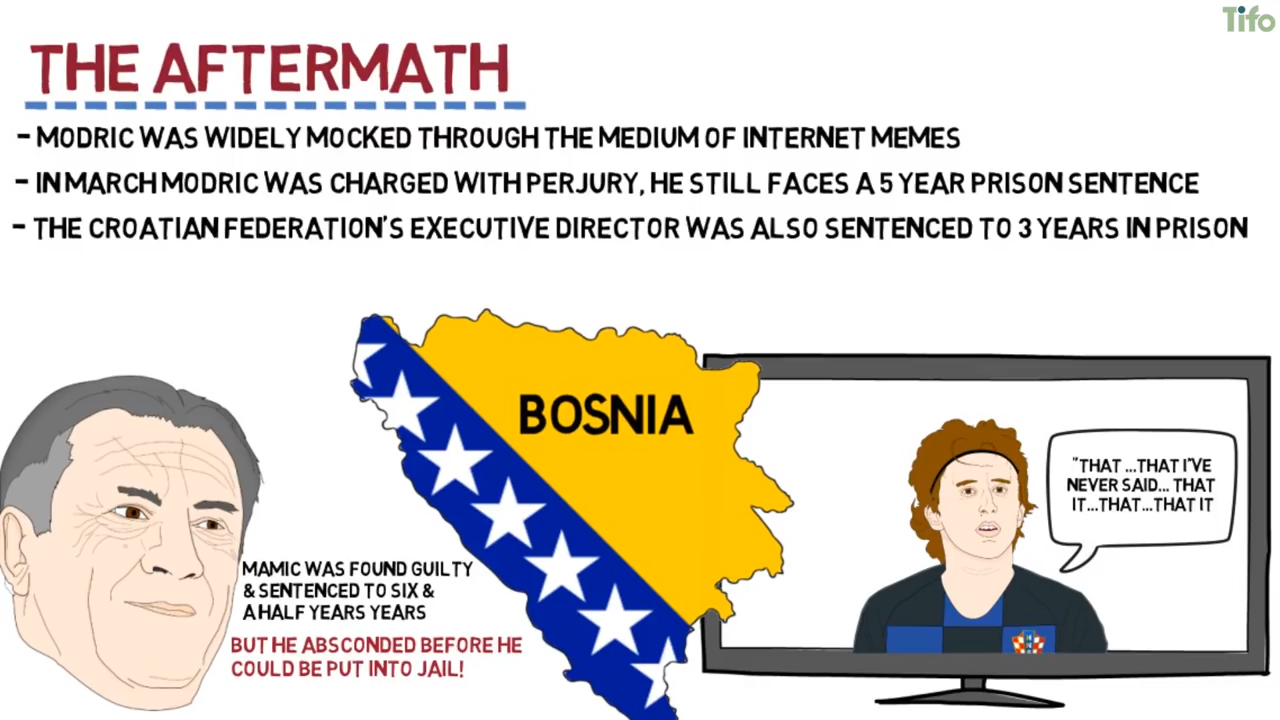 Tifo
THE AFTERMATH
- MODRIC WAS WIDELY MOCKED THROUGH THE MEDIUM OF INTERNET MEMES
- IN MARCH MODRIC WAS CHARGED WITH PERJURY, HE STILL FACES A 5 YEAR PRISON SENTENCE
- THE CROATIAN FEDERATION'S EXECUTIVE DIRECTOR WAS ALSO SENTENCED TO 3 YEARS IN PRISON
BOSNIA
"THAT ...THAT I"VE
NEVER SAID... THAT
IT...THAT...THAT IT
MAMIC WAS FOUND GUILTY
& SENTENCED TO SIX &
A HALF YEARS YEARS
BUT HE ABSCONDED BEFORE HE
COULD BE PUT INTO JAIL!